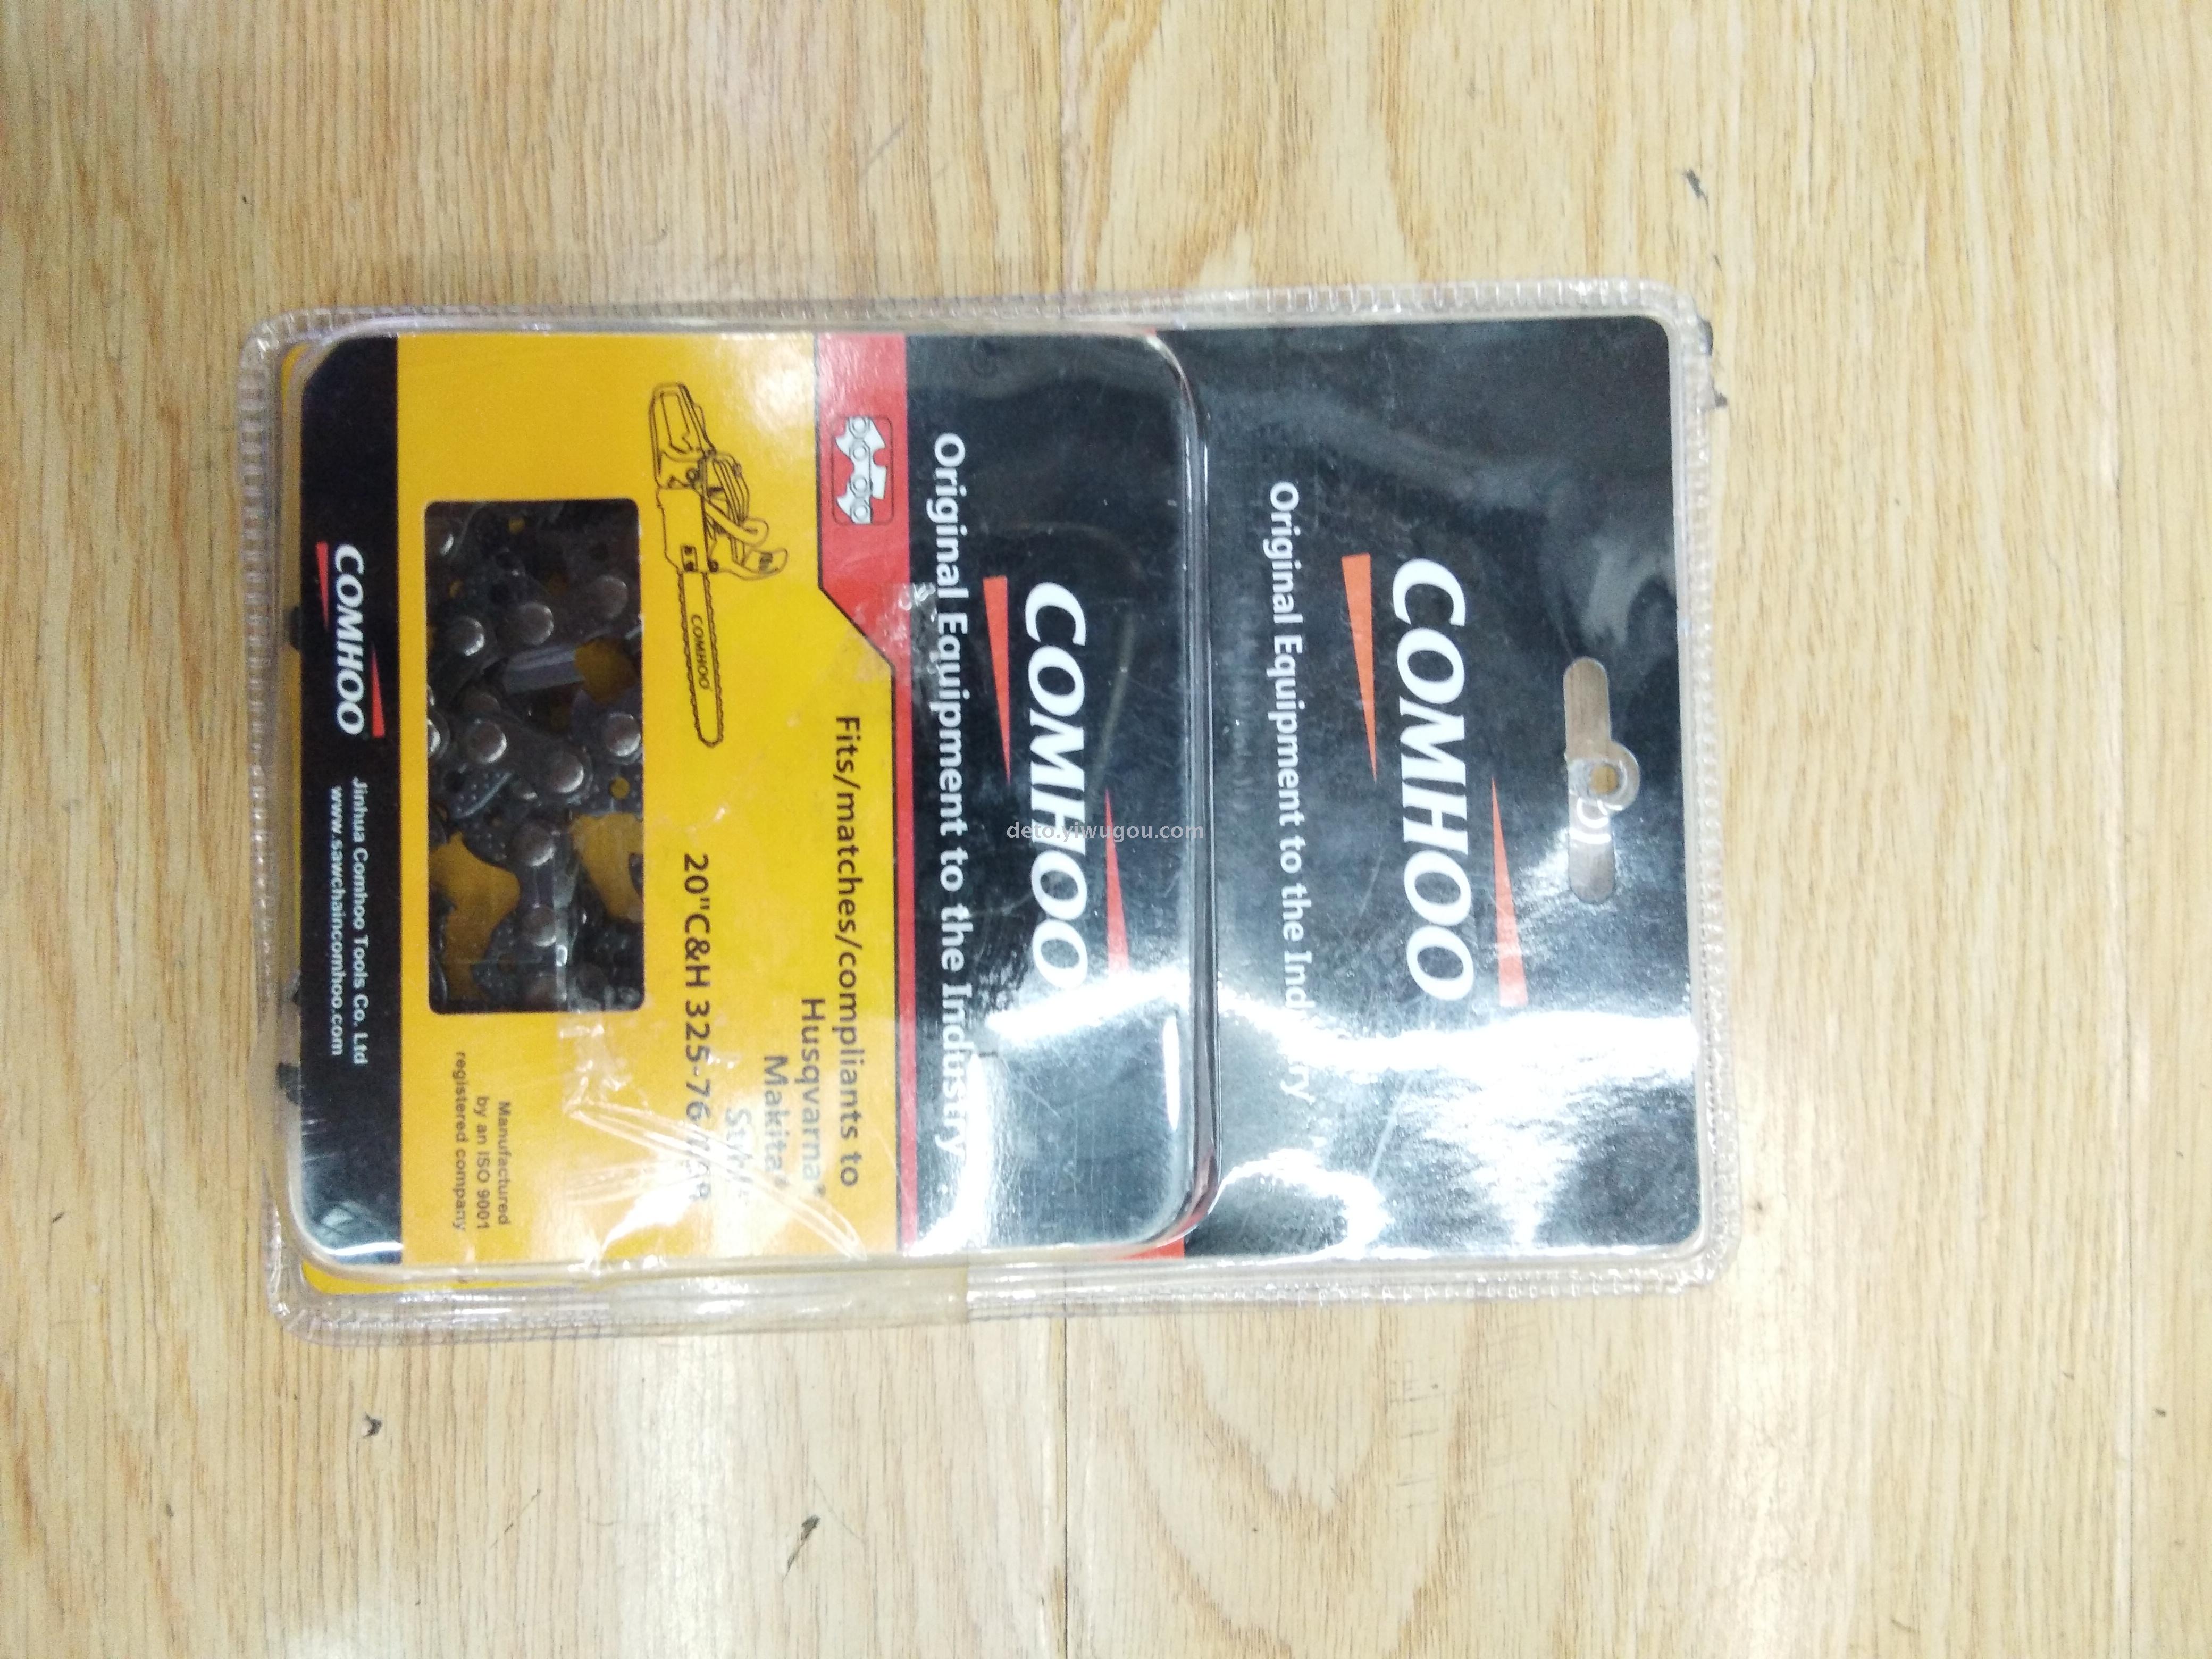 COMHOO
Original Equipment to the Industry
COMHOO
Original Equipment to the Industry
Fits/matches/compliants to
Husqvarna®
Makita®
COMHOO
20"C&H 325-76
Manufactured
by an ISO 9001
registered company
COMHOO
Jinhua Comhoo Tools Co. Ltd
www.sawchaincomhoo.com
deto.yiwugou.com